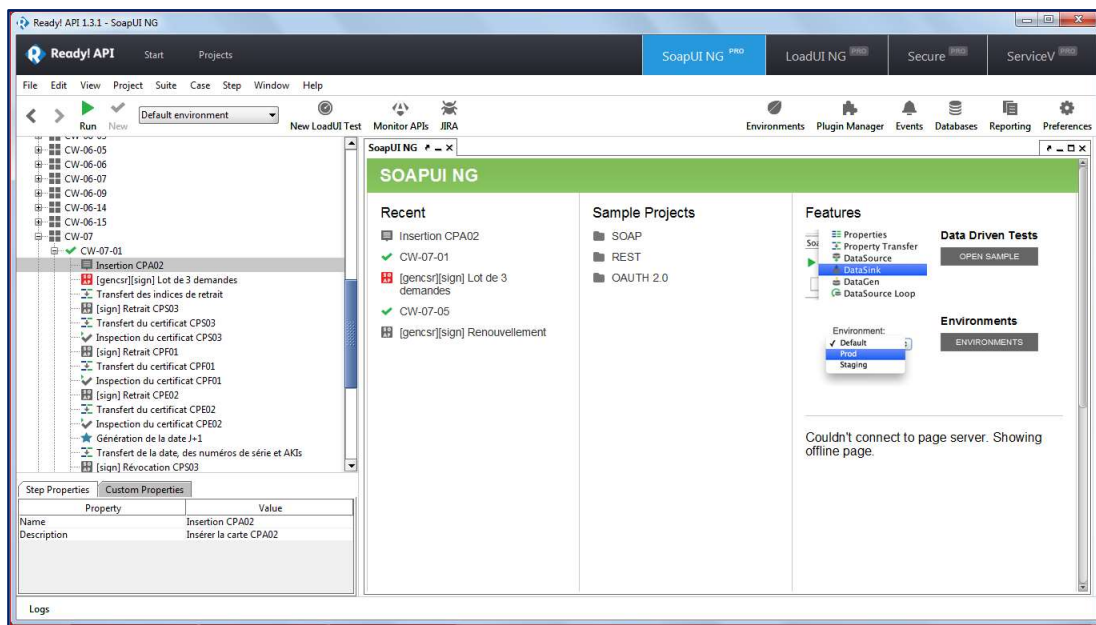 Ready! API 1.3.1 - SoapUI NG
Ready! API
Start
Projects
SoapUI NG PRO
LoadUI NG PRO
Secure PRO
ServiceV PRO
File Edit View Project Suite Case Step Window Help
Run
New
Default environment
New LoadUI Test
Monitor APIs
JIRA
Environments
Plugin Manager
Events
Databases
Reporting
Preferences
CW-06-05
CW-06-06
CW-06-07
CW-06-09
CW-06-14
CW-06-15
CW-07
CW-07-01
Insertion CPA02
[gencsr][sign] Lot de 3 demandes
Transfert des indices de retrait
[sign] Retrait CPS03
Transfert du certificat CPS03
Inspection du certificat CPS03
[sign] Retrait CPF01
Transfert du certificat CPF01
Inspection du certificat CPF01
[sign] Retrait CPE02
Transfert du certificat CPE02
Inspection du certificat CPE02
Génération de la date J+1
Transfert de la date, des numéros de série et AKIs
[sign] Révocation CPS03
Step Properties
Custom Properties
Property
Value
Name
Insertion CPA02
Description
Insérer la carte CPA02
Logs
SoapUI NG
SOAPUI NG
Recent
Insertion CPA02
CW-07-01
[gencsr][sign] Lot de 3
demandes
CW-07-05
[gencsr][sign] Renouvellement
Sample Projects
SOAP
REST
OAUTH 2.0
Features
Properties
Property Transfer
DataSource
DataSink
DataGen
DataSource Loop
Data Driven Tests
OPEN SAMPLE
Environment:
Default
Prod
Staging
Environments
ENVIRONMENTS
Couldn't connect to page server. Showing
offline page.